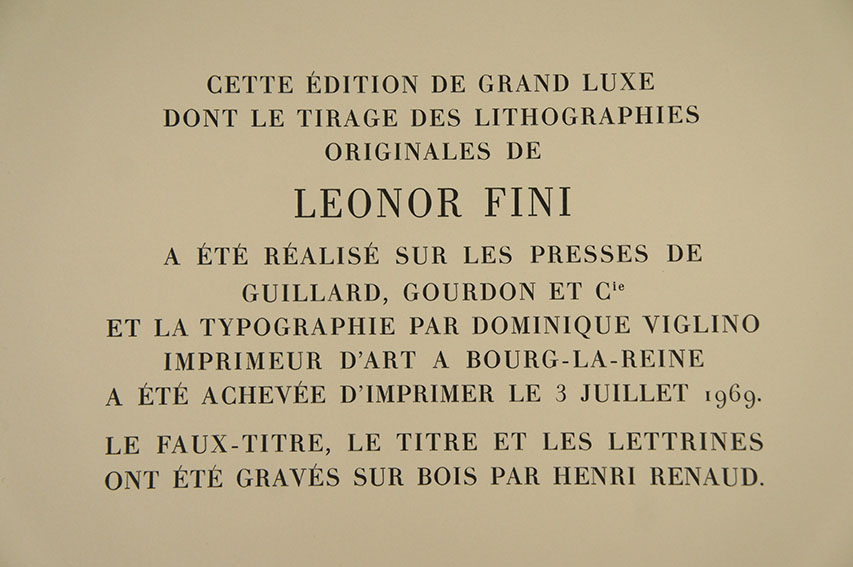 CETTE ÉDITION DE GRAND LUXE
DONT LE TIRAGE DES LITHOGRAPHIES
ORIGINALES DE
LEONOR FINI
A ÉTÉ RÉALISÉ SUR LES PRESSES DE
GUILLARD, GOURDON ET Cie
ET LA TYPOGRAPHIE PAR DOMINIQUE VIGLINO
IMPRIMEUR D'ART A BOURG-LA-REINE
A ÉTÉ ACHEVÉE D'IMPRIMER LE 3 JUILLET 1969.
LE FAUX-TITRE, LE TITRE ET LES LETTRINES
ONT ÉTÉ GRAVÉS SUR BOIS PAR HENRI RENAUD.